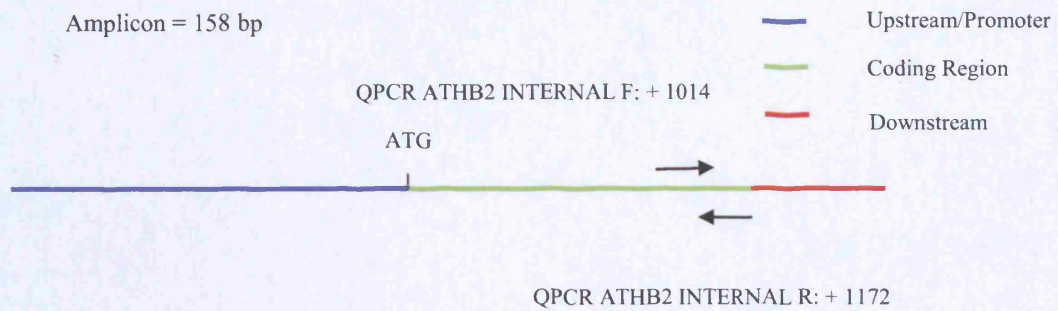 Amplicon = 158 bp
Upstream/Promoter
Coding Region
QPCR ATHB2 INTERNAL F: + 1014
Downstream
ATG
QPCR ATHB2 INTERNAL R: + 1172